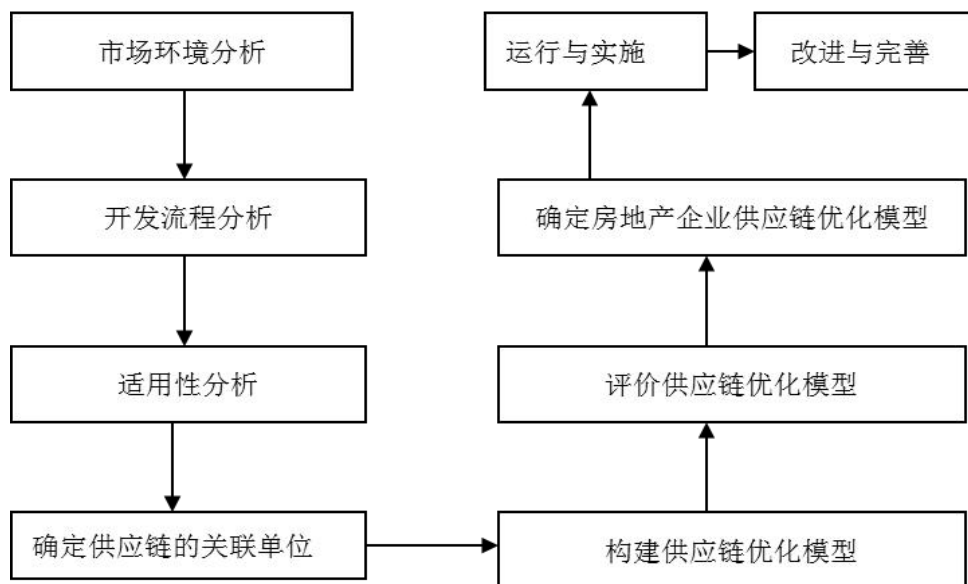 市场环境分析
开发流程分析
适用性分析
确定供应链的关联单位
构建供应链优化模型
评价供应链优化模型
确定房地产企业供应链优化模型
运行与实施
改进与完善